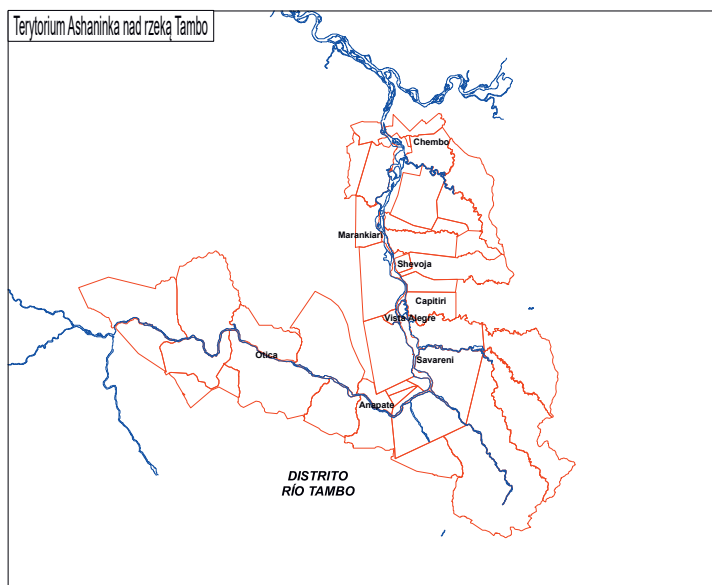 Terytorium Ashaninka nad rzeką Tambo
Chembo
Marankiari
Shevoja
Capitiri
Vista Alegre
Otica
Savareni
Anapate
DISTRITO
RÍO TAMBO